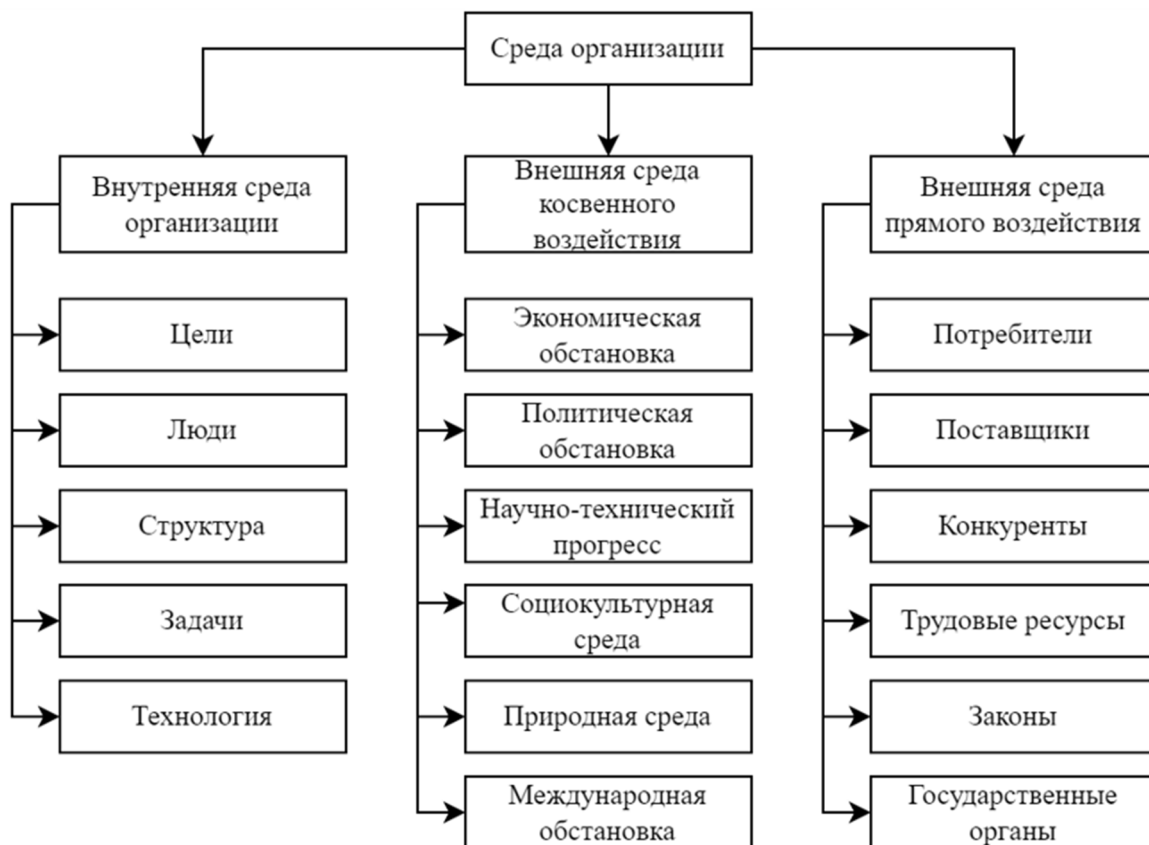 Среда организации
Внутренняя среда
организации
Цели
Люди
Структура
Задачи
Технология
Внешняя среда
косвенного
воздействия
Экономическая
обстановка
Политическая
обстановка
Научно-технический
прогресс
Социокультурная
среда
Природная среда
Международная
обстановка
Внешняя среда
прямого воздействия
Потребители
Поставщики
Конкуренты
Трудовые ресурсы
Законы
Государственные
органы